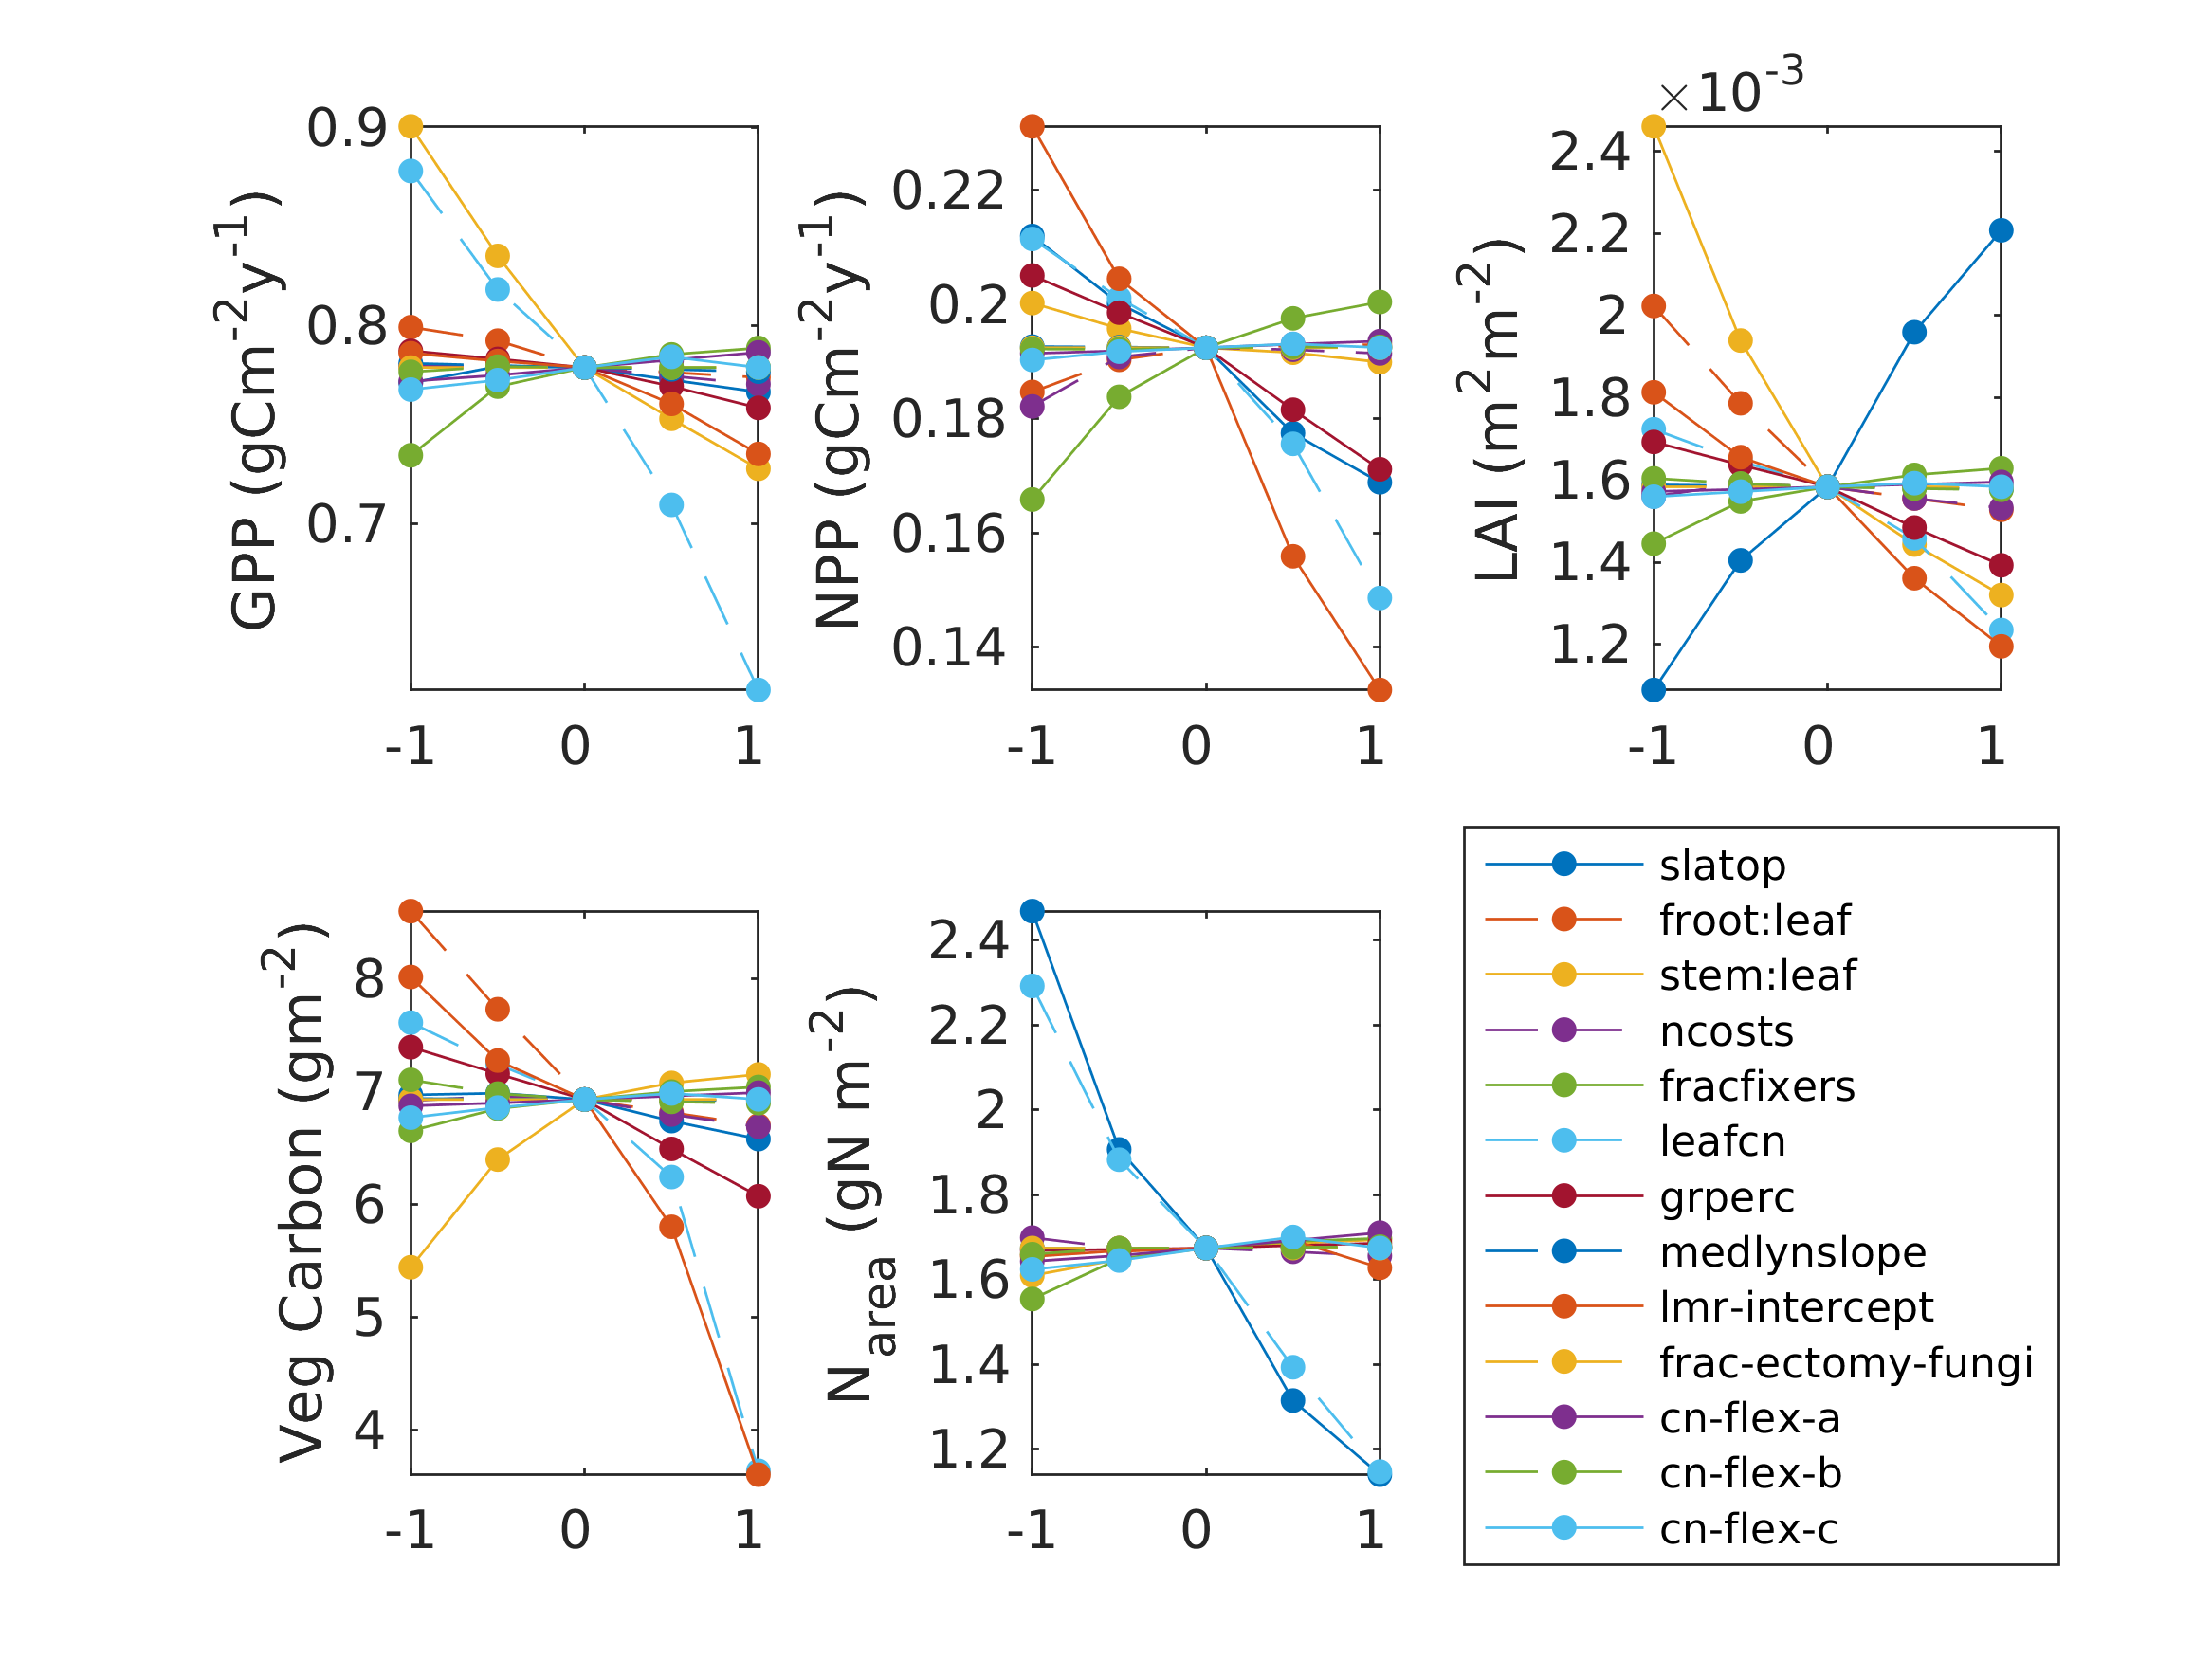 0.9
0.8
0.7
GPP (gCm⁻²y⁻¹)
-1 0 1
0.22
0.2
0.18
0.16
0.14
NPP (gCm⁻²y⁻¹)
-1 0 1
×10⁻³
2.4
2.2
2
1.8
1.6
1.4
1.2
LAI (m²m⁻²)
-1 0 1
8
7
6
5
4
Veg Carbon (gm⁻²)
-1 0 1
2.4
2.2
2
1.8
1.6
1.4
1.2
N area (gN m⁻²)
-1 0 1
slatop
froot:leaf
stem:leaf
ncosts
fracfixers
leafcn
grperc
medlynslope
lmr-intercept
frac-ectomy-fungi
cn-flex-a
cn-flex-b
cn-flex-c